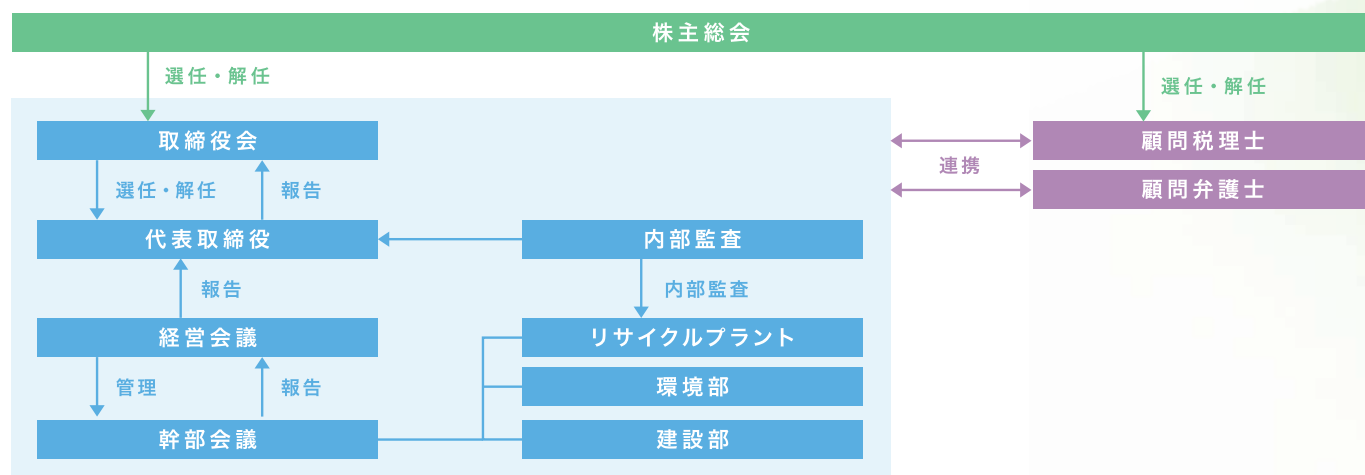 株主総会
選任・解任
選任・解任
取締役会
顧問税理士
連携
顧問弁護士
選任・解任
報告
代表取締役
内部監査
報告
内部監査
経営会議
リサイクルプラント
管理
報告
環境部
幹部会議
建設部